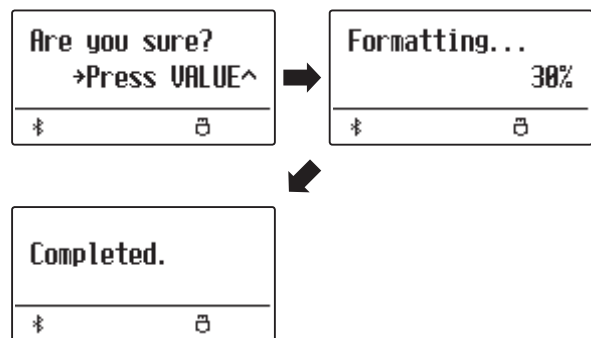 Are you sure?
→Press VALUE^
Formatting...
30%
Completed.